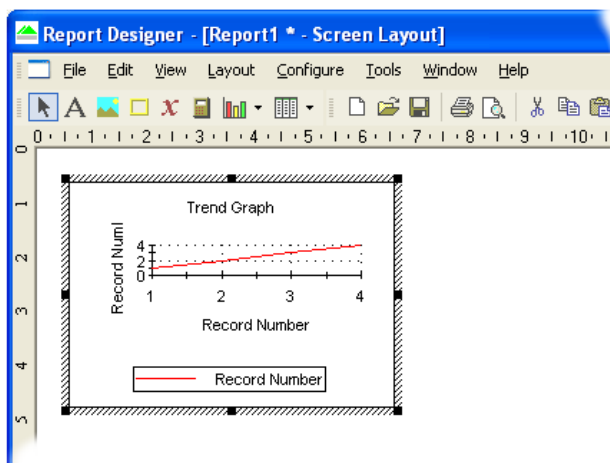 Report Designer - [Report1 * - Screen Layout]
File Edit View Layout Configure Tools Window Help
0 1 2 3 4 5 6 7 8 9 10
0
1
2
3
4
5
Trend Graph
Record Numl
4
2
0
1 2 3 4
Record Number
Record Number